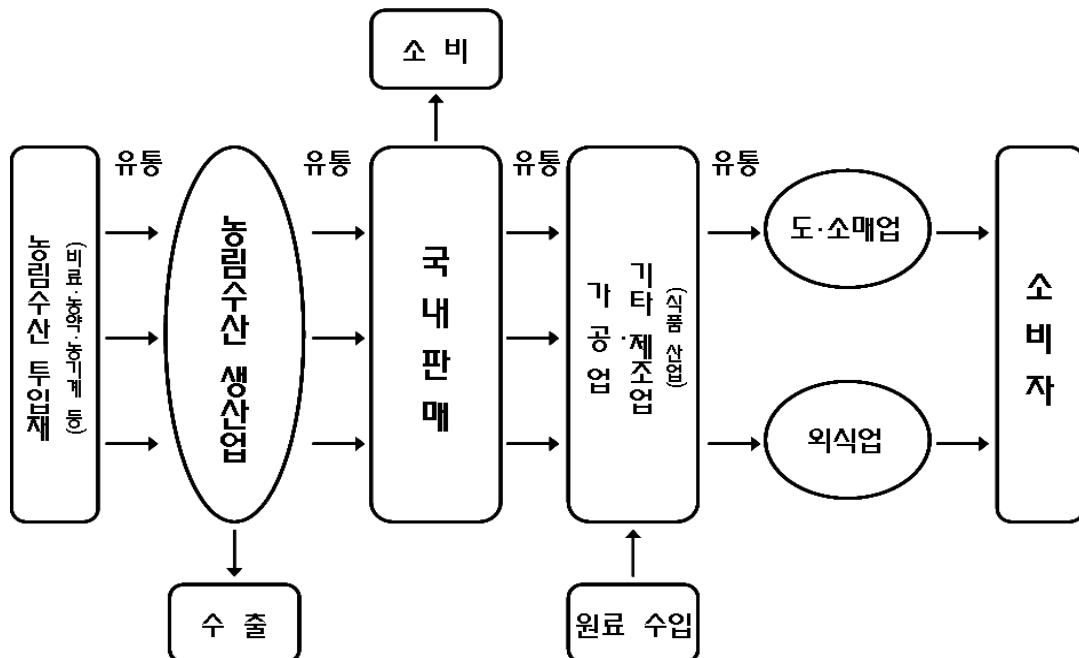 소 비
유통
유통
유통
유통
농림수산 투입재
(비료·농약·농기계 등)
농림수산 생산업
국내판매
가공업
기타·제조업
(식품 산업)
도·소매업
외식업
소비자
수 출
원료 수입